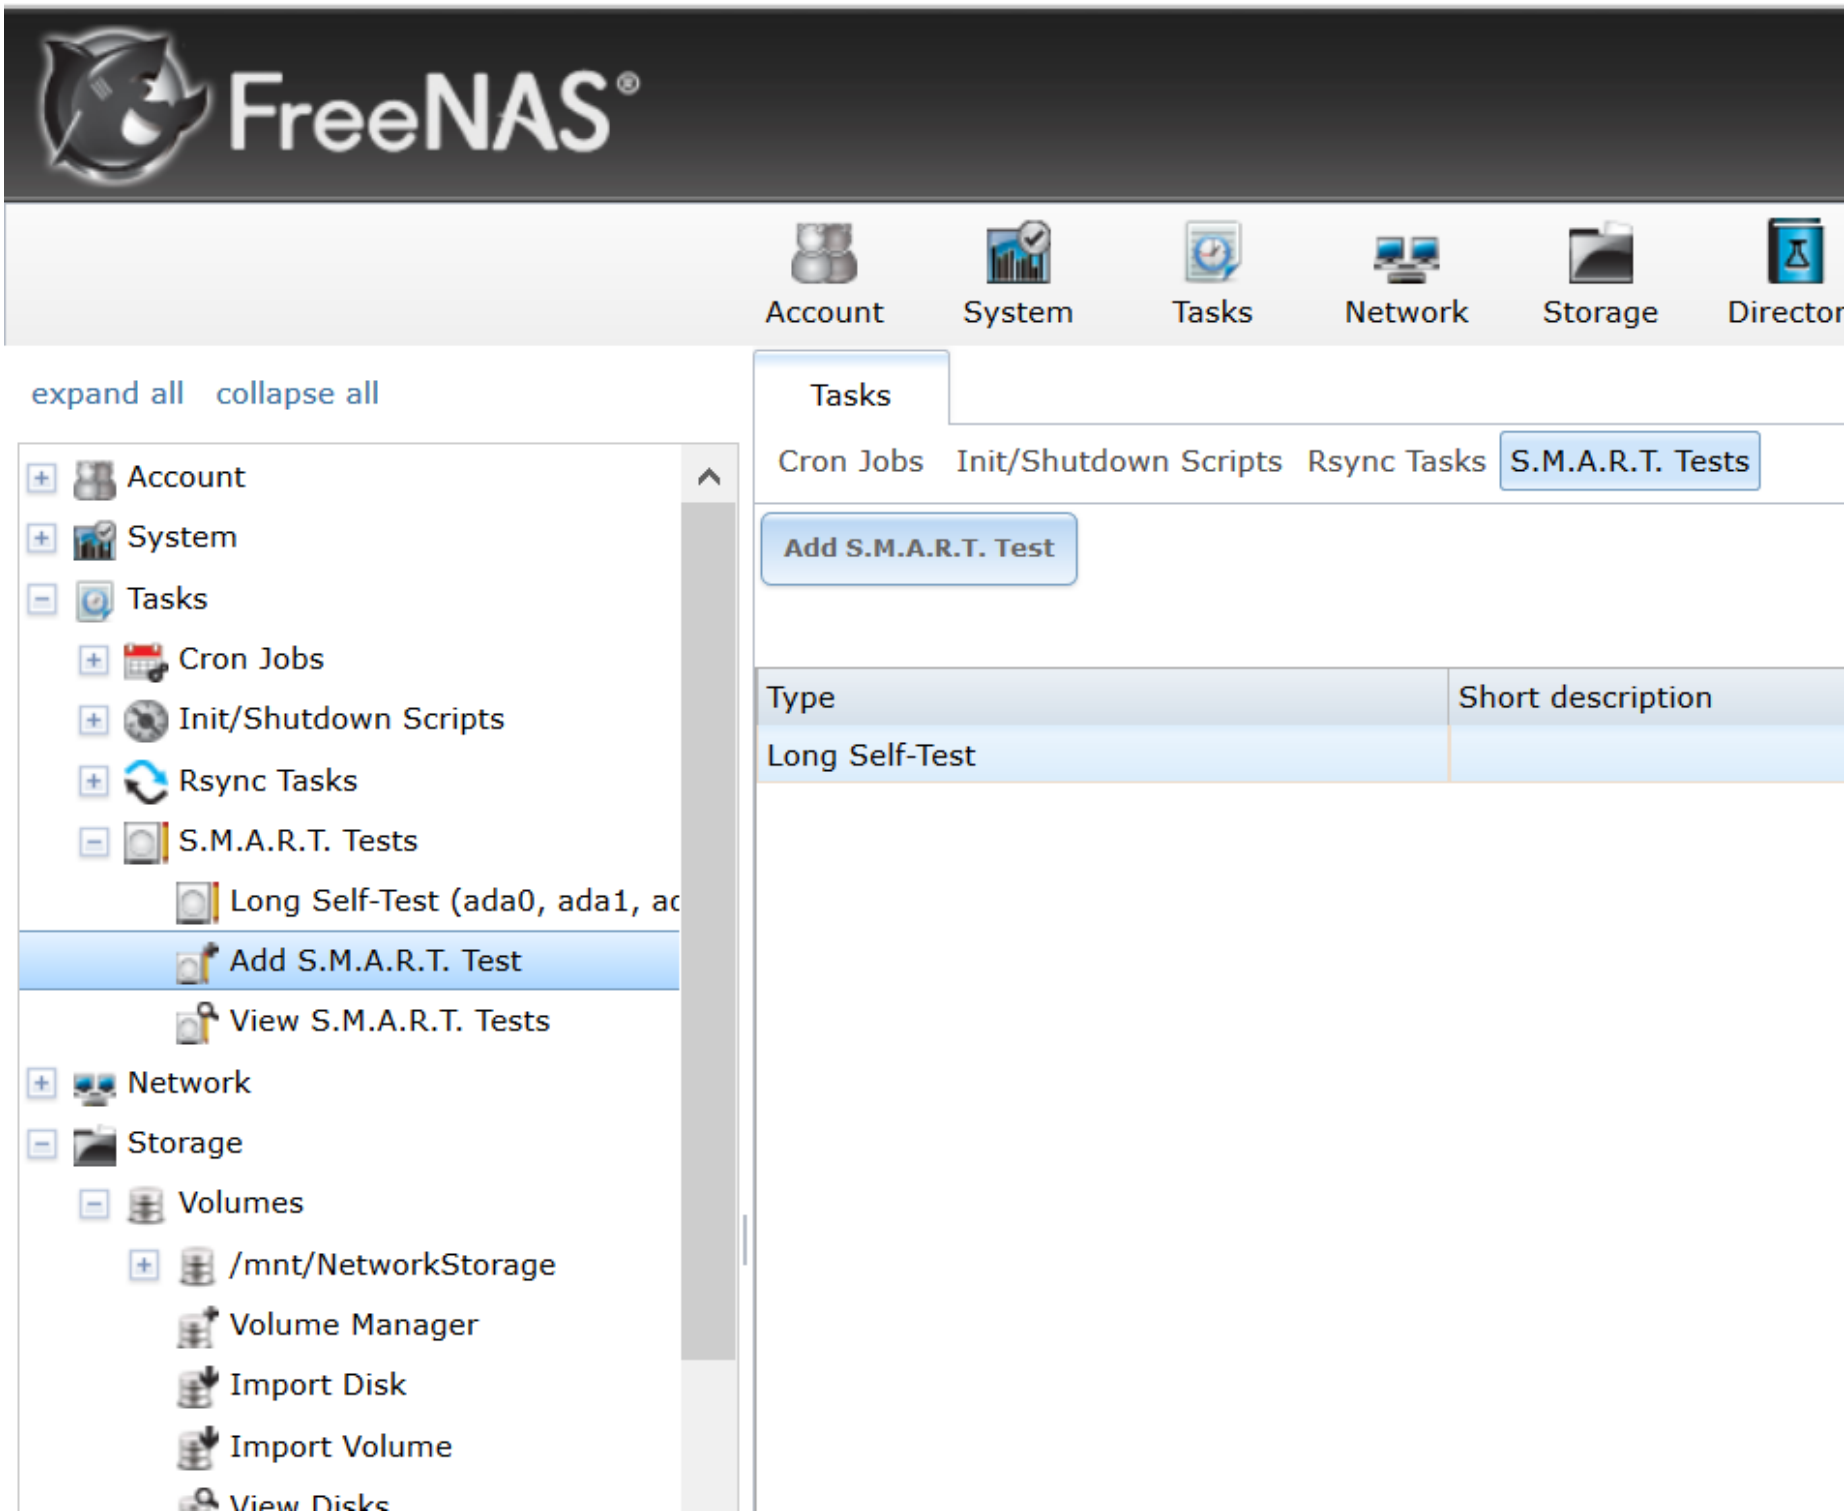 FreeNAS®
Account System Tasks Network Storage Director
expand all collapse all
Account
System
Tasks
Cron Jobs
Init/Shutdown Scripts
Rsync Tasks
S.M.A.R.T. Tests
Long Self-Test (ada0, ada1, ad
Add S.M.A.R.T. Test
View S.M.A.R.T. Tests
Network
Storage
Volumes
/mnt/NetworkStorage
Volume Manager
Import Disk
Import Volume
View Disks
Tasks
Cron Jobs Init/Shutdown Scripts Rsync Tasks S.M.A.R.T. Tests
Add S.M.A.R.T. Test
Type Short description
Long Self-Test